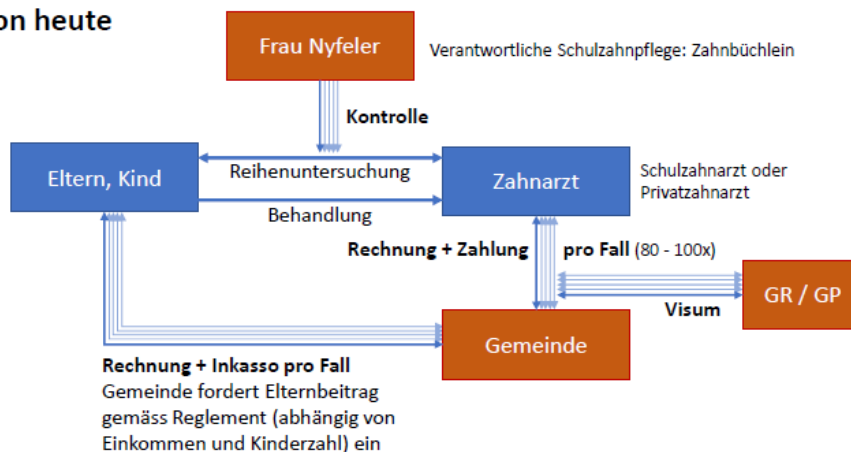 on heute
Frau Nyfeler
Verantwortliche Schulzahnpflege: Zahnbüchlein
Kontrolle
Eltern, Kind
Reihenuntersuchung
Zahnarzt
Schulzahnarzt oder
Privatzahnarzt
Behandlung
Rechnung + Zahlung pro Fall (80 - 100x)
GR / GP
Visum
Gemeinde
Rechnung + Inkasso pro Fall
Gemeinde fordert Elternbeitrag
gemäss Reglement (abhängig von
Einkommen und Kinderzahl) ein